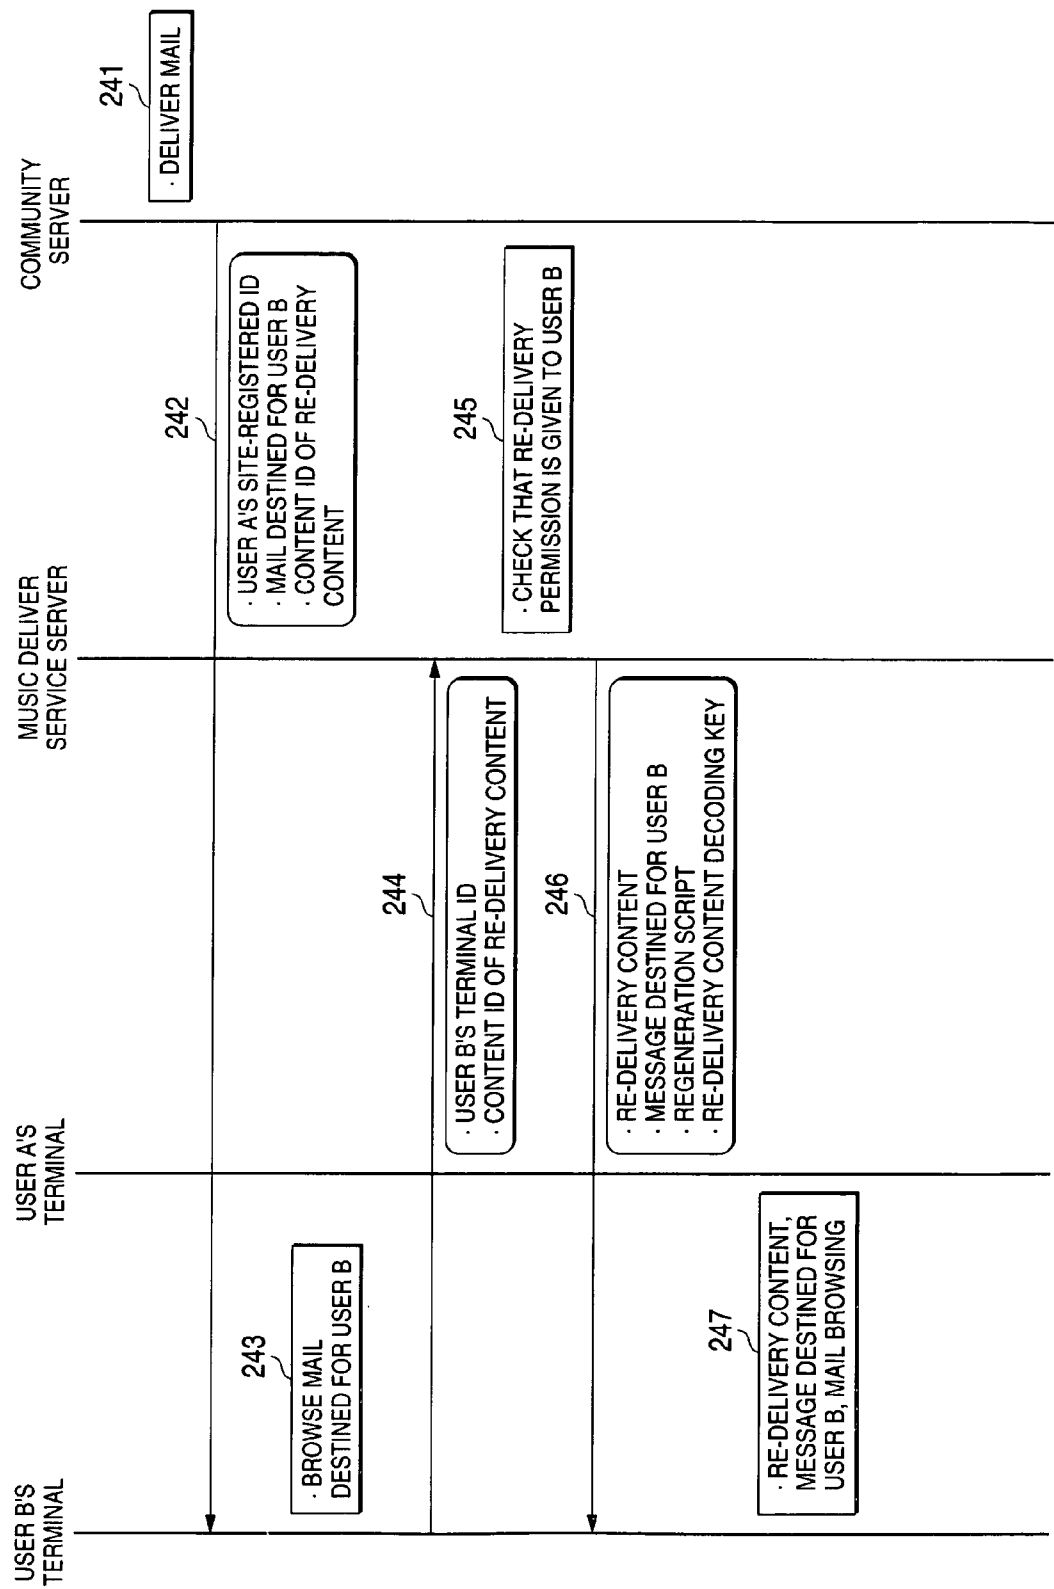 USER B'S
TERMINAL
USER A'S
TERMINAL
MUSIC DELIVER
SERVICE SERVER
COMMUNITY
SERVER
241
· DELIVER MAIL
242
· USER A'S SITE-REGISTERED ID
· MAIL DESTINED FOR USER B
· CONTENT ID OF RE-DELIVERY
CONTENT
243
· BROWSE MAIL
DESTINED FOR USER B
244
· USER B'S TERMINAL ID
· CONTENT ID OF RE-DELIVERY CONTENT
245
· CHECK THAT RE-DELIVERY
PERMISSION IS GIVEN TO USER B
246
· RE-DELIVERY CONTENT
· MESSAGE DESTINED FOR USER B
· REGENERATION SCRIPT
· RE-DELIVERY CONTENT DECODING KEY
247
· RE-DELIVERY CONTENT,
MESSAGE DESTINED FOR
USER B, MAIL BROWSING